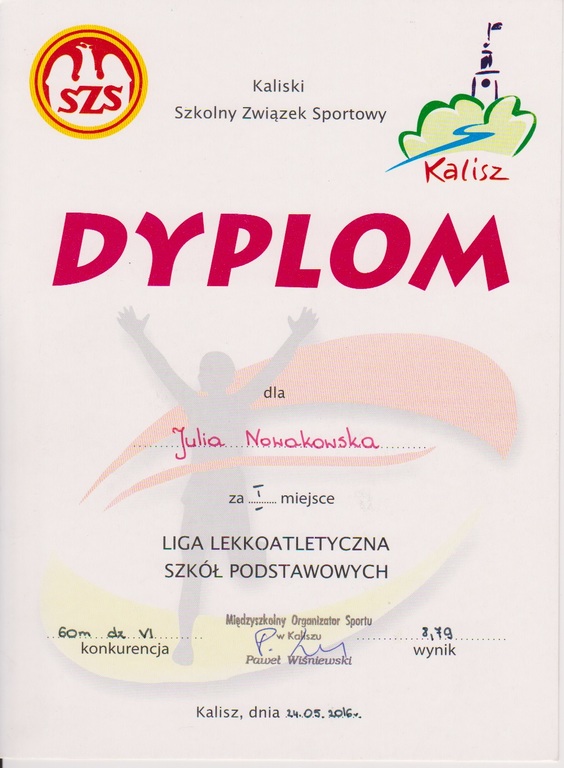 SZS
Kaliski
Szkolny Związek Sportowy
Kalisz
DYPLOM
dla
Julia Nowakowska
za I miejsce
LIGA LEKKOATLETYCZNA
SZKÓŁ PODSTAWOWYCH
Międzyszkolny Organizator Sportu
w Kaliszu
60m dz VI
8,79
konkurencja
wynik
Paweł Wiśniewski
Kalisz, dnia 24.05.2016r.